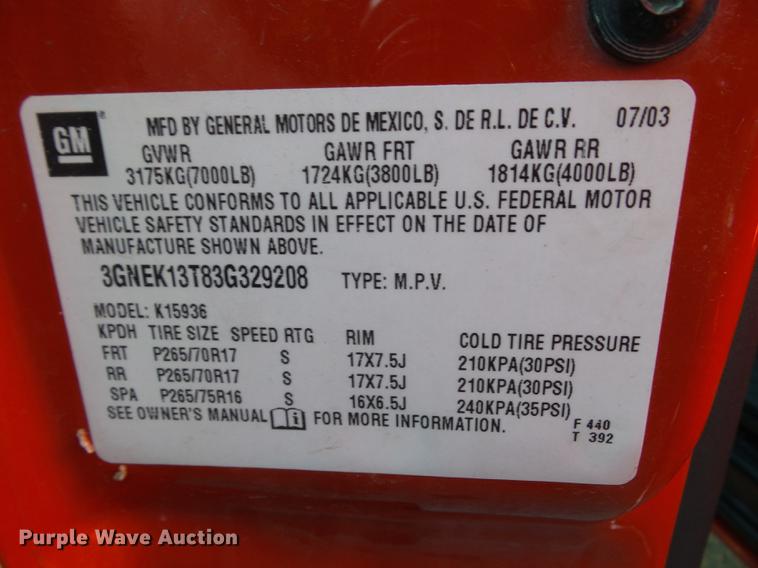 GM
MFD BY GENERAL MOTORS DE MEXICO, S. DE R.L. DE C.V. 07/03
GVWR GAWR FRT GAWR RR
3175KG(7000LB) 1724KG(3800LB) 1814KG(4000LB)
THIS VEHICLE CONFORMS TO ALL APPLICABLE U.S. FEDERAL MOTOR
VEHICLE SAFETY STANDARDS IN EFFECT ON THE DATE OF
MANUFACTURE SHOWN ABOVE.
3GNEK13T83G329208 TYPE: M.P.V.
MODEL: K15936
KPDH TIRE SIZE SPEED RTG RIM COLD TIRE PRESSURE
FRT P265/70R17 S 17X7.5J 210KPA(30PSI)
RR P265/70R17 S 17X7.5J 210KPA(30PSI)
SPA P265/75R16 S 16X6.5J 240KPA(35PSI)
SEE OWNER'S MANUAL i FOR MORE INFORMATION.
F 440
T 392
Purple Wave Auction